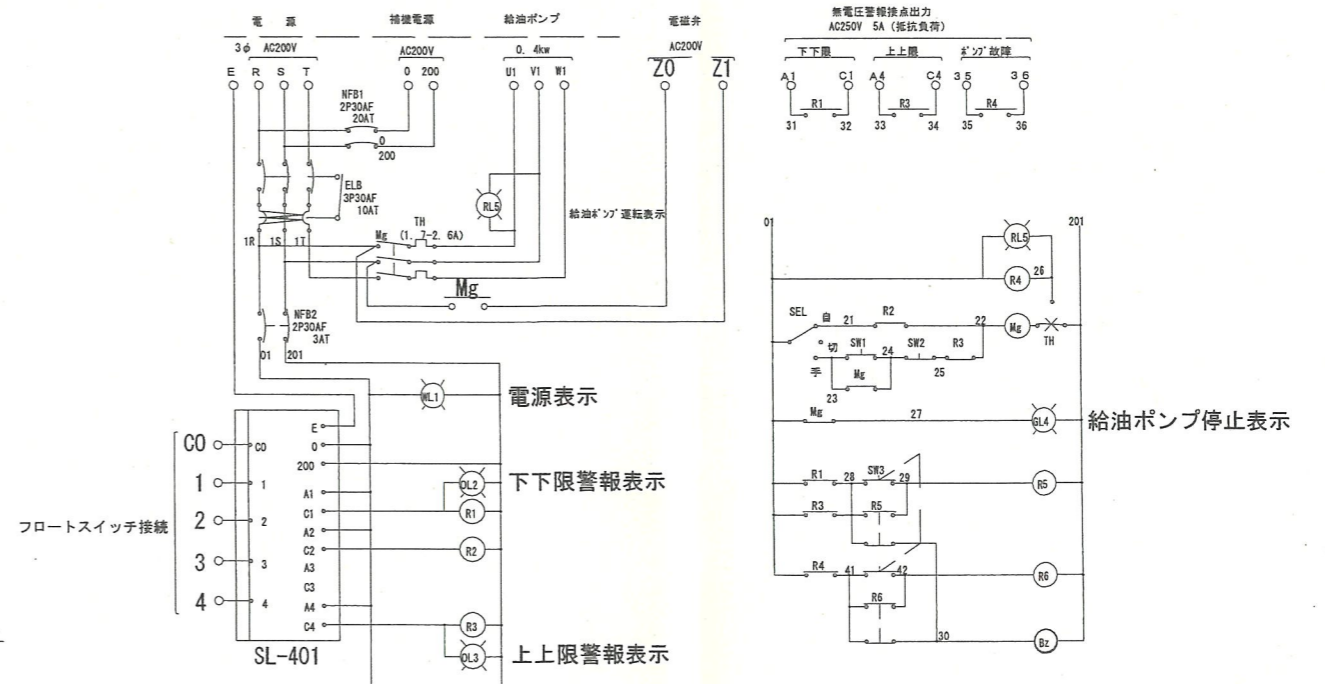 電 源
補機電源
給油ポンプ
電磁弁
無電圧警報接点出力
AC250V 5A (抵抗負荷)
3φ AC200V
AC200V
0. 4kw
AC200V
下下限
上上限
ポンプ故障
E R S T
0 200
U1 V1 W1
Z0 Z1
A1 C1 A4 C4 35 36
R1 R3 R4
31 32 33 34 35 36
NFB1
2P30AF
20AT
0
200
ELB
3P30AF
10AT
RL5
給油ポンプ運転表示
TH
Mg (1. 7-2. 6A)
1R 1S 1T
Mg
NFB2
2P30AF
3AT
01 201
WL1
電源表示
E
C0 C0 0
200
1 1
A1
OL2
下下限警報表示
C1
R1
2 2
A2
C2
R2
フロートスイッチ接続
3 3
A3
C3
4 4
A4
C4
R3
OL3
上上限警報表示
SL-401
01 201
RL5
R4 26
SEL 自 21 R2 22 Mg
TH
切 SW1 24 SW2 R3
手 Mg 25
23
Mg 27 GL4
給油ポンプ停止表示
R1 28 SW3 29 R5
R3 R5
R4 41 42 R6
R6
30 Bz